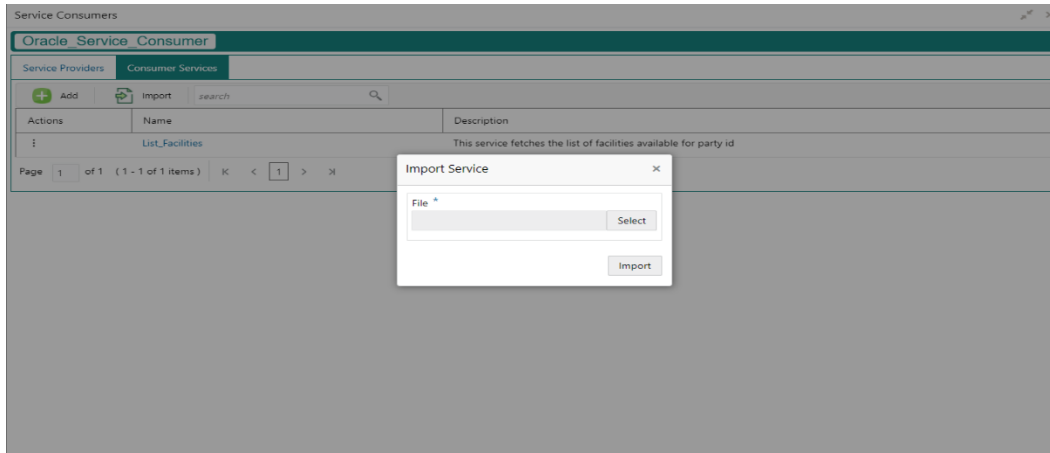 Service Consumers
Oracle_Service_Consumer
Service Providers Consumer Services
Add Import search
Actions Name Description
List_Facilities This service fetches the list of facilities available for party id
Page 1 of 1 (1 - 1 of 1 items) K < 1 > >|
Import Service ×
File *
Select
Import